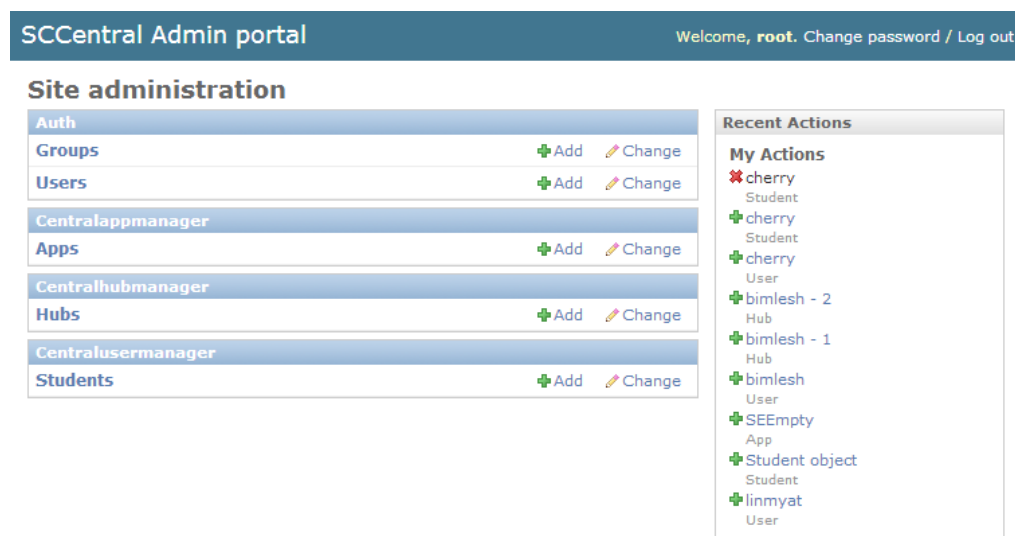 SCCentral Admin portal
Welcome, root. Change password / Log out
Site administration
Auth
Groups Add Change
Users Add Change
Centralappmanager
Apps Add Change
Centralhubmanager
Hubs Add Change
Centralusermanager
Students Add Change
Recent Actions
My Actions
cherry
Student
cherry
Student
cherry
User
bimlesh - 2
Hub
bimlesh - 1
Hub
bimlesh
User
SEEmpty
App
Student object
Student
linmyat
User